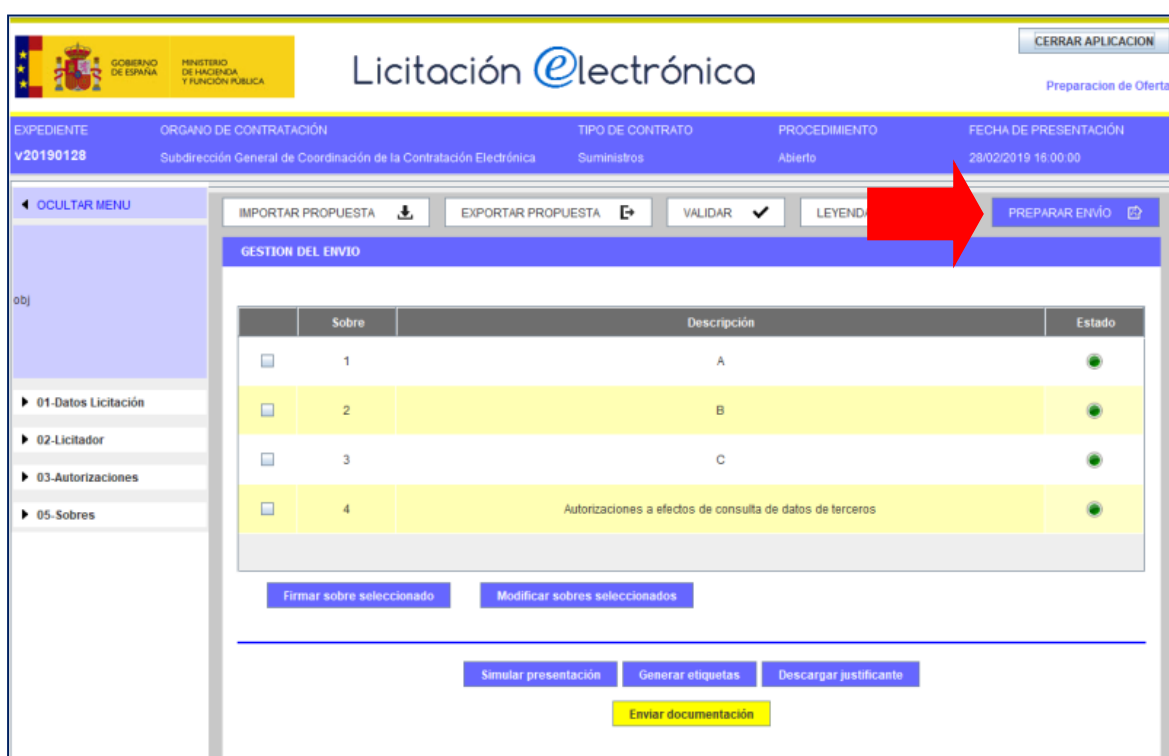 GOBIERNO
DE ESPAÑA
MINISTERIO
DE HACIENDA
Y FUNCIÓN PÚBLICA
Licitación electrónica
CERRAR APLICACION
Preparacion de Oferta
EXPEDIENTE ORGANO DE CONTRATACIÓN TIPO DE CONTRATO PROCEDIMIENTO FECHA DE PRESENTACIÓN
v20190128 Subdirección General de Coordinación de la Contratación Electrónica Suministros Abierto 28/02/2019 16:00:00
OCULTAR MENU
obj
01-Datos Licitación
02-Licitador
03-Autorizaciones
05-Sobres
IMPORTAR PROPUESTA EXPORTAR PROPUESTA VALIDAR LEYENDA PREPARAR ENVÍO
GESTION DEL ENVIO
Sobre Descripción Estado
1 A
2 B
3 C
4 Autorizaciones a efectos de consulta de datos de terceros
Firmar sobre seleccionado Modificar sobres seleccionados
Simular presentación Generar etiquetas Descargar justificante
Enviar documentación